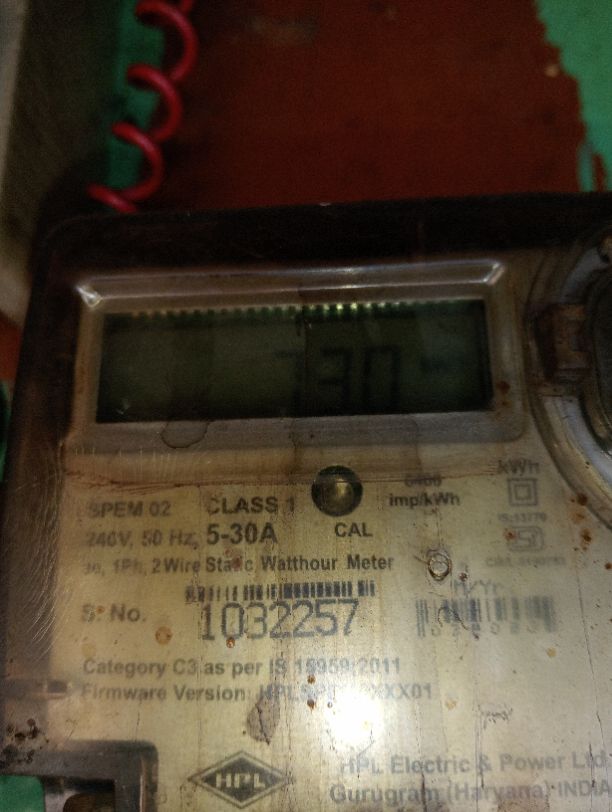 SPEM 02 CLASS 1
imp/kWh
kWh
240V, 50 Hz, 5-30A
CAL
1Ph, 2Wire Static Watthour Meter
S. No. 1032257
M/Yr
Category C3 as per IS 15959:2011
Firmware Version:
HPL
HPL Electric & Power Ltd
Gurugram (Haryana) INDIA